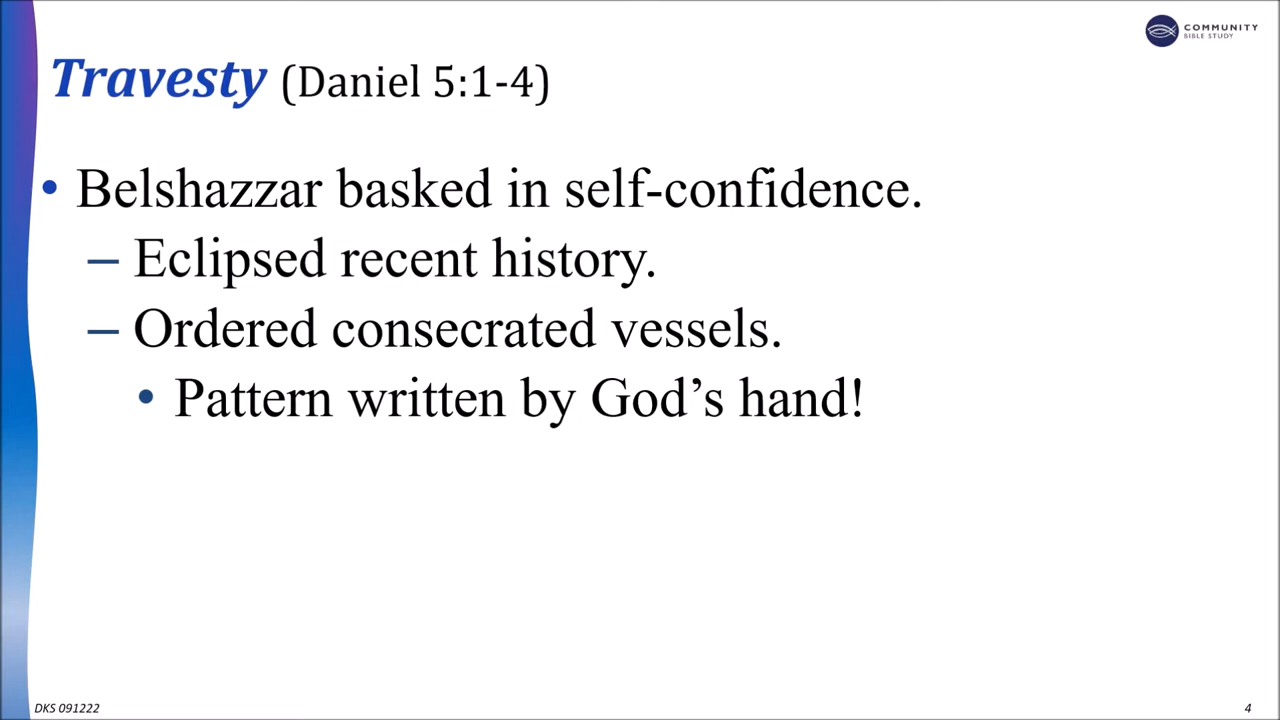 COMMUNITY
BIBLE STUDY
Travesty (Daniel 5:1-4)
• Belshazzar basked in self-confidence.
– Eclipsed recent history.
– Ordered consecrated vessels.
• Pattern written by God’s hand!
DKS 091222
4